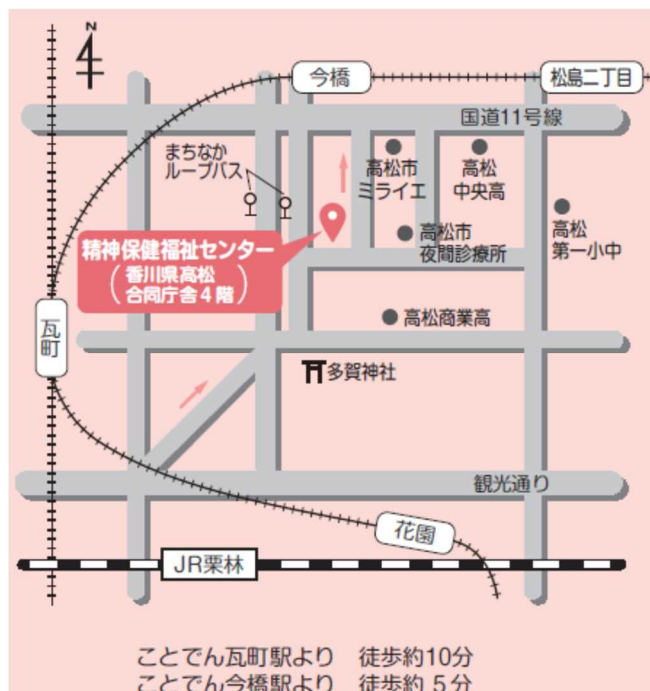 N
今橋
松島二丁目
国道11号線
まちなか
ループバス
高松市
ミライエ
高松
中央高
高松
第一小中
高松市
夜間診療所
精神保健福祉センター
(香川県高松
合同庁舎4階)
瓦町
高松商業高
多賀神社
観光通り
花園
JR栗林
ことでん瓦町駅より 徒歩約10分
ことでん今橋駅より 徒歩約5分